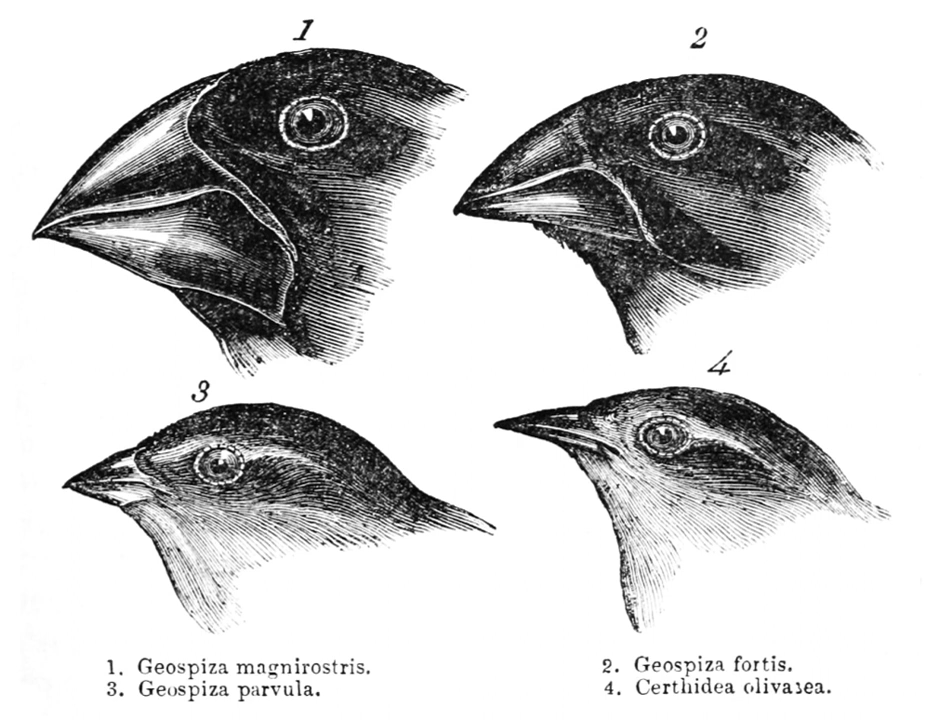 1
2
3
4
1. Geospiza magnirostris.
2. Geospiza fortis.
3. Geospiza parvula.
4. Certhidea olivasea.